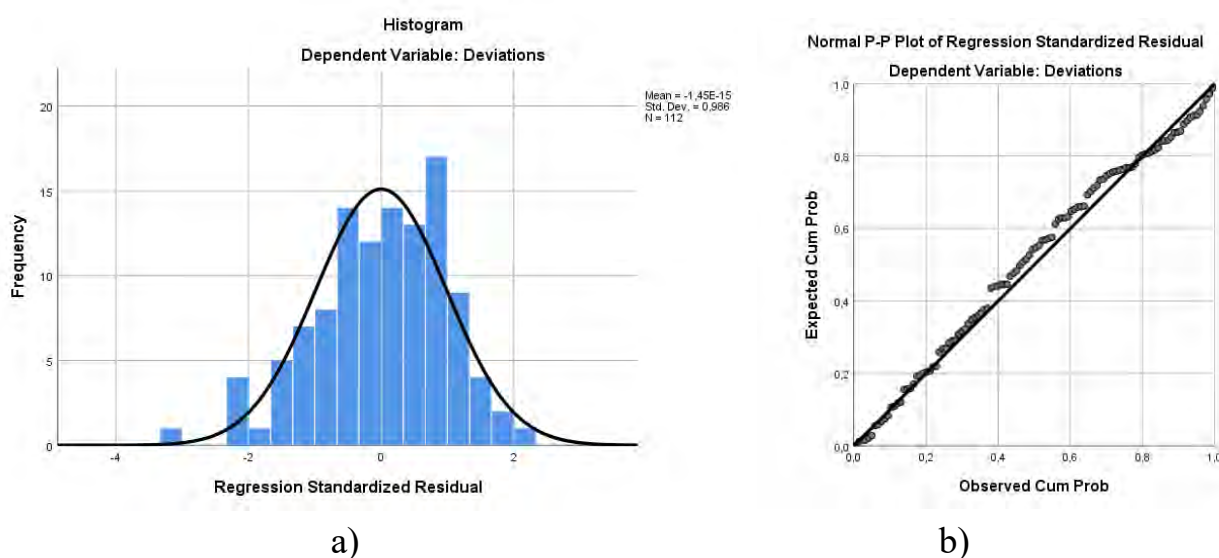 Histogram
Dependent Variable: Deviations
Mean = -1,45E-15
Std. Dev. = 0,986
N = 112
Frequency
20
15
10
5
0
-4
-2
0
2
Regression Standardized Residual
a)
Normal P-P Plot of Regression Standardized Residual
Dependent Variable: Deviations
Expected Cum Prob
1,0
0,8
0,6
0,4
0,2
0,0
0,0
0,2
0,4
0,6
0,8
1,0
Observed Cum Prob
b)